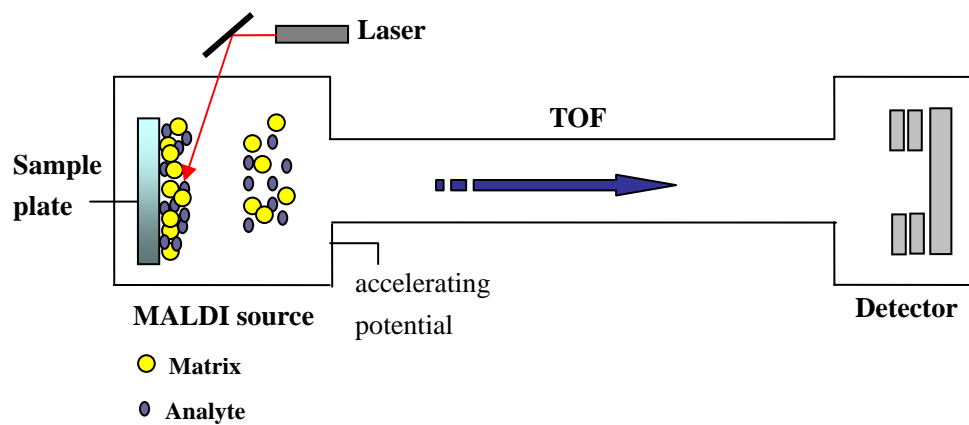 Laser
TOF
Sample
plate
accelerating
potential
MALDI source
Detector
Matrix
Analyte